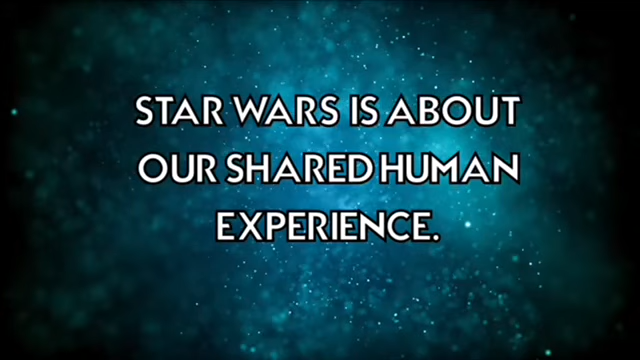 STAR WARS IS ABOUT
OUR SHARED HUMAN
EXPERIENCE.